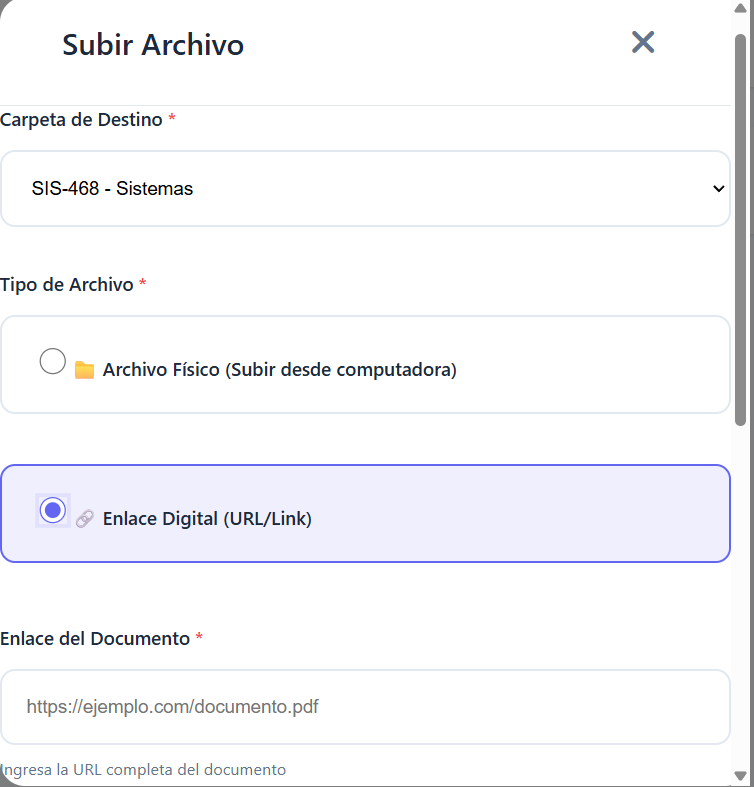 Subir Archivo
Carpeta de Destino *
SIS-468 - Sistemas
Tipo de Archivo *
Archivo Físico (Subir desde computadora)
Enlace Digital (URL/Link)
Enlace del Documento *
https://ejemplo.com/documento.pdf
Ingresa la URL completa del documento